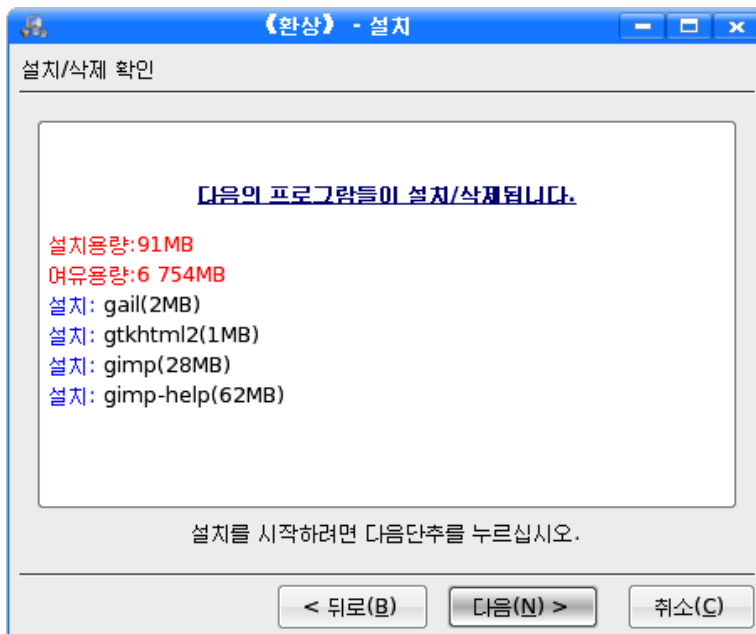 《환상》 - 설치
설치/삭제 확인
다음의 프로그람들이 설치/삭제됩니다.
설치용량:91MB
여유용량:6 754MB
설치: gail(2MB)
설치: gtkhtml2(1MB)
설치: gimp(28MB)
설치: gimp-help(62MB)
설치를 시작하려면 다음단추를 누르십시오.
< 뒤로(B) 다음(N) > 취소(C)